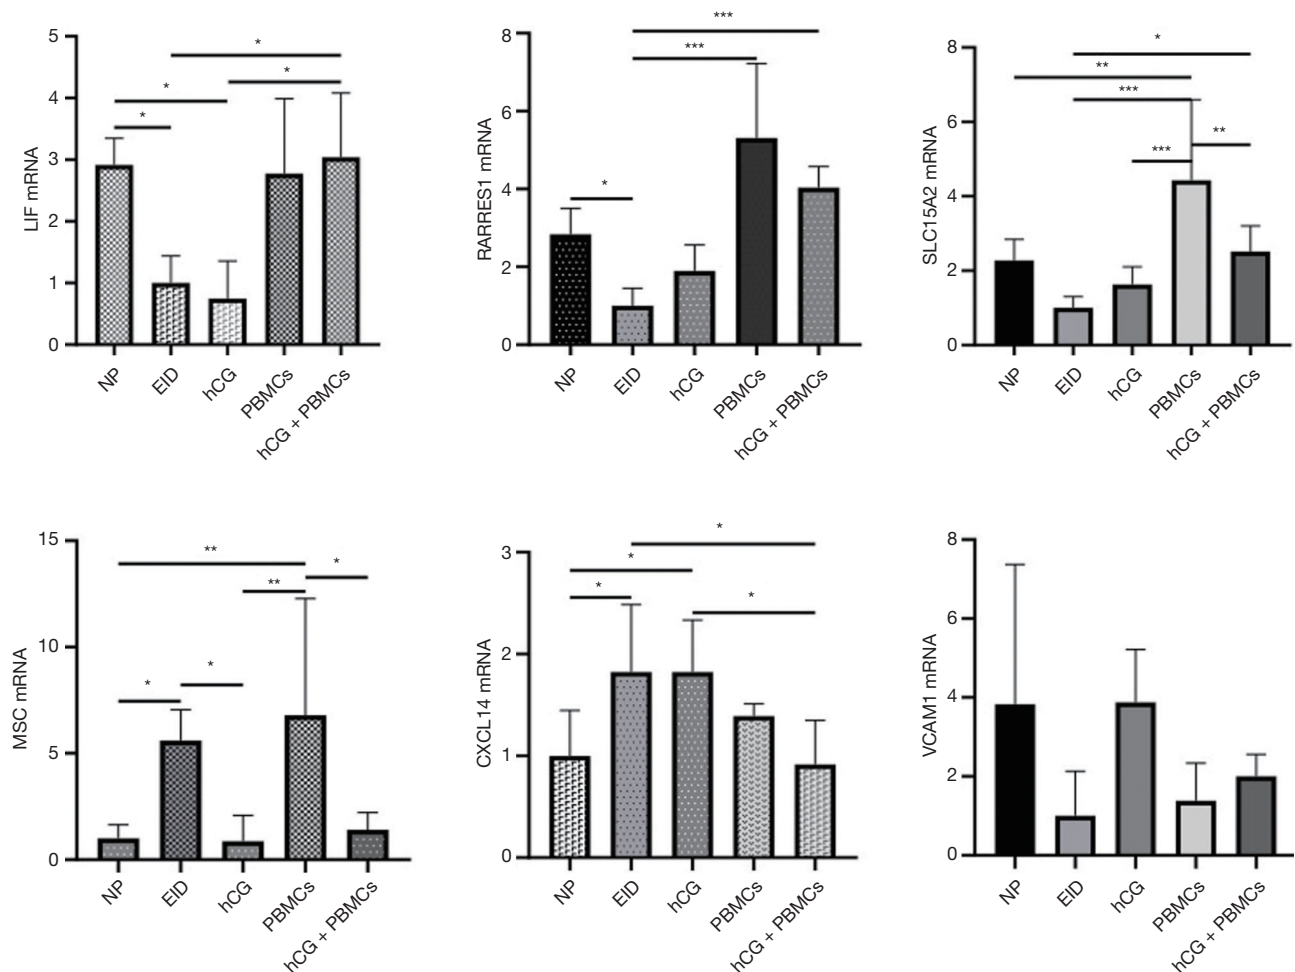 LIF mRNA
5
4
3
2
1
0
*
*
*
*
NP
EID
hCG
PBMCs
hCG + PBMCs
RARRES1 mRNA
8
6
4
2
0
***
***
*
NP
EID
hCG
PBMCs
hCG + PBMCs
SLC15A2 mRNA
8
6
4
2
0
*
**
***
***
**
NP
EID
hCG
PBMCs
hCG + PBMCs
MSC mRNA
15
10
5
0
**
*
**
*
*
NP
EID
hCG
PBMCs
hCG + PBMCs
CXCL14 mRNA
3
2
1
0
*
*
*
*
NP
EID
hCG
PBMCs
hCG + PBMCs
VCAM1 mRNA
8
6
4
2
0
NP
EID
hCG
PBMCs
hCG + PBMCs